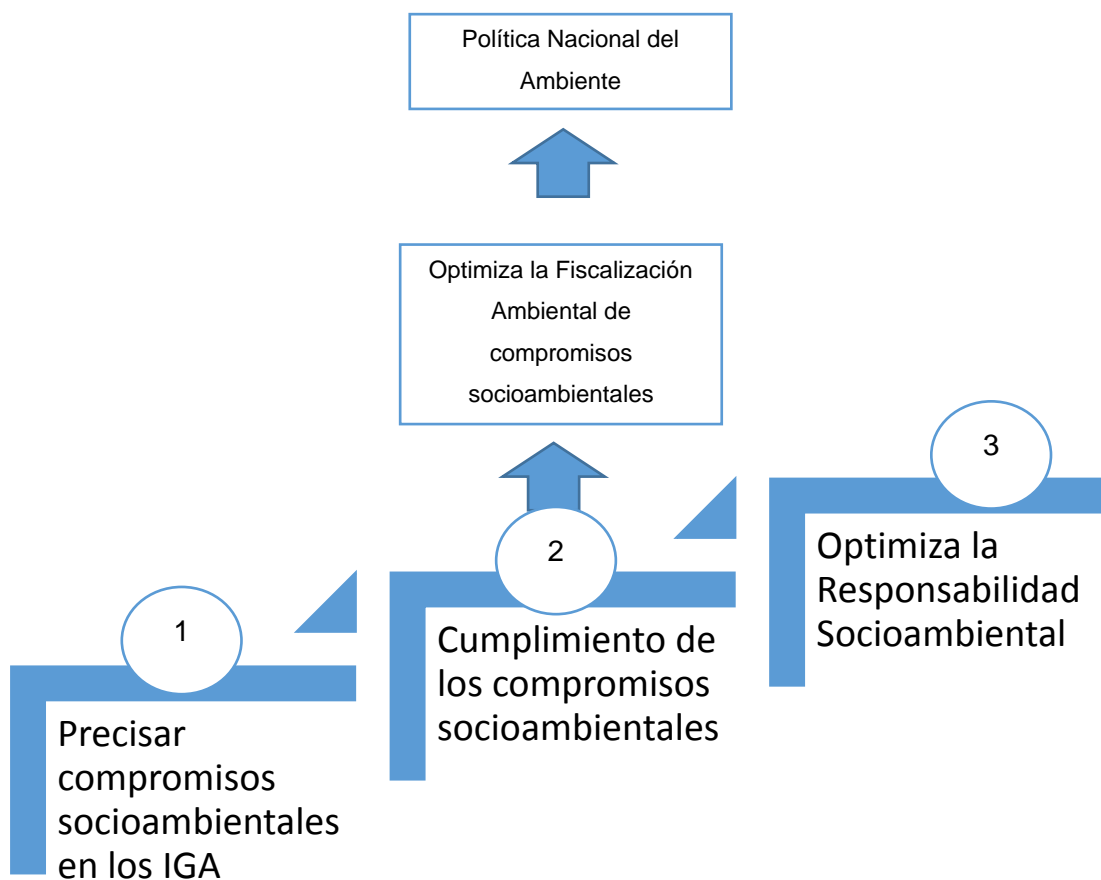 Política Nacional del
Ambiente
Optimiza la Fiscalización
Ambiental de
compromisos
socioambientales
3
Optimiza la
Responsabilidad
Socioambiental
2
Cumplimiento de
los compromisos
socioambientales
1
Precisar
compromisos
socioambientales
en los IGA